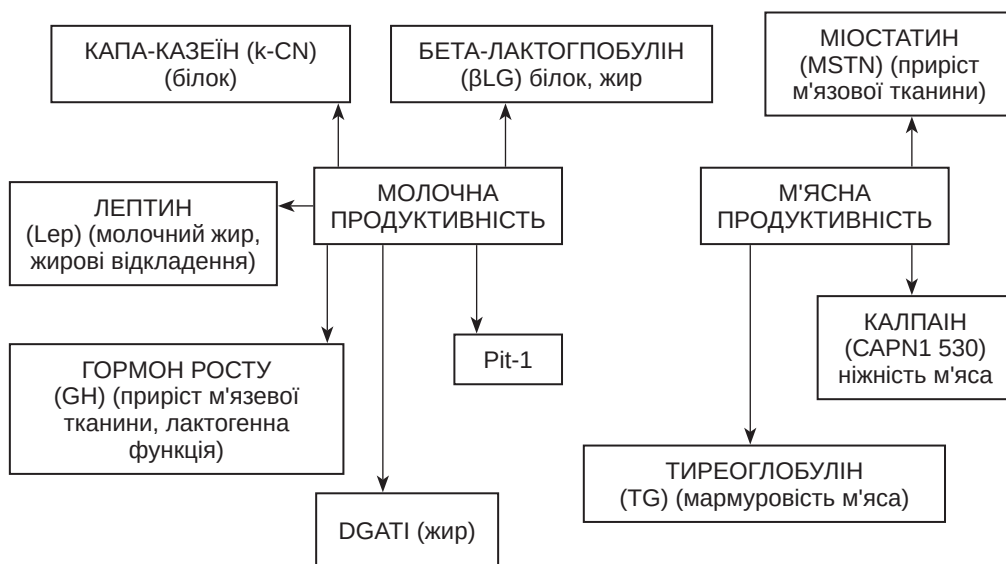 КАПА-КАЗЕЇН (k-CN)
(білок)
БЕТА-ЛАКТОГПОБУЛІН
(βLG) білок, жир
МІОСТАТИН
(MSTN) (приріст
м'язової тканини)
МОЛОЧНА
ПРОДУКТИВНІСТЬ
М'ЯСНА
ПРОДУКТИВНІСТЬ
ЛЕПТИН
(Lep) (молочний жир,
жирові відкладення)
ГОРМОН РОСТУ
(GH) (приріст м'язевої
тканини, лактогенна
функція)
Pit-1
КАЛПАІН
(CAPN1 530)
ніжність м'яса
ТИРЕОГЛОБУЛІН
(TG) (мармуровість м'яса)
DGATI (жир)